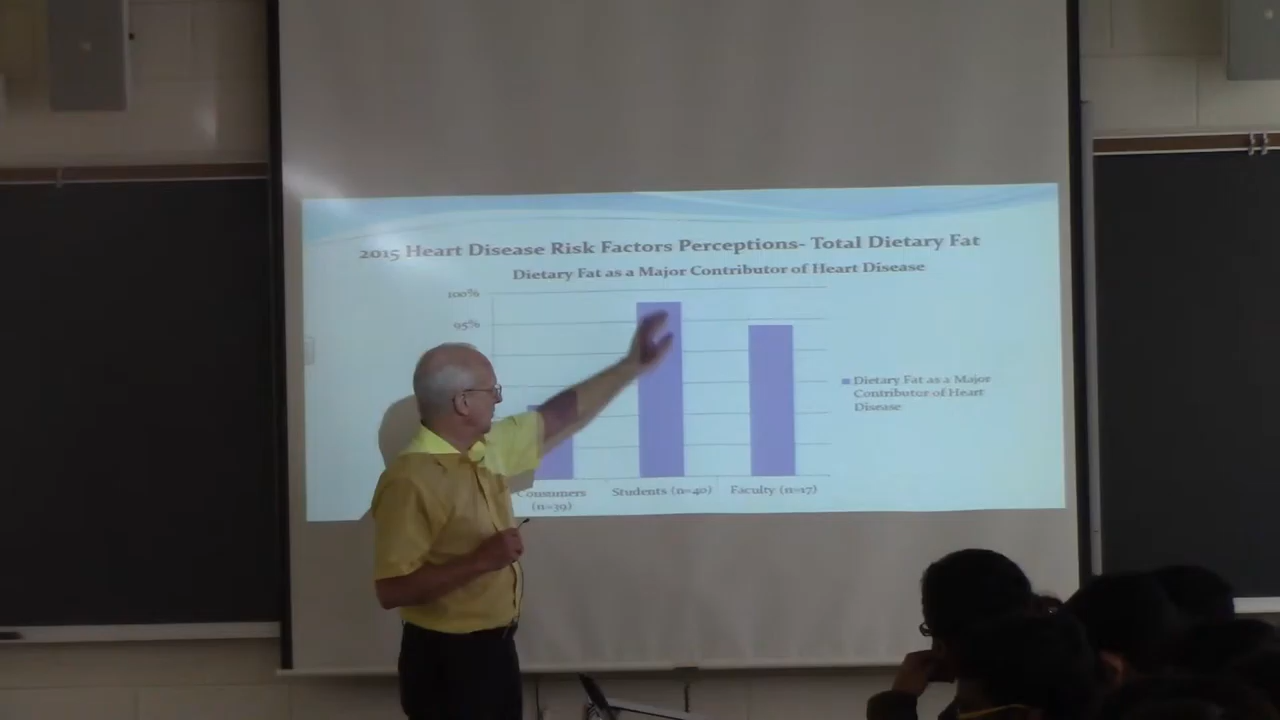 2015 Heart Disease Risk Factors Perceptions- Total Dietary Fat
Dietary Fat as a Major Contributor of Heart Disease
100%
95%
Dietary Fat as a Major
Contributor of Heart
Disease
Consumers
(n=39)
Students (n=40)
Faculty (n=17)